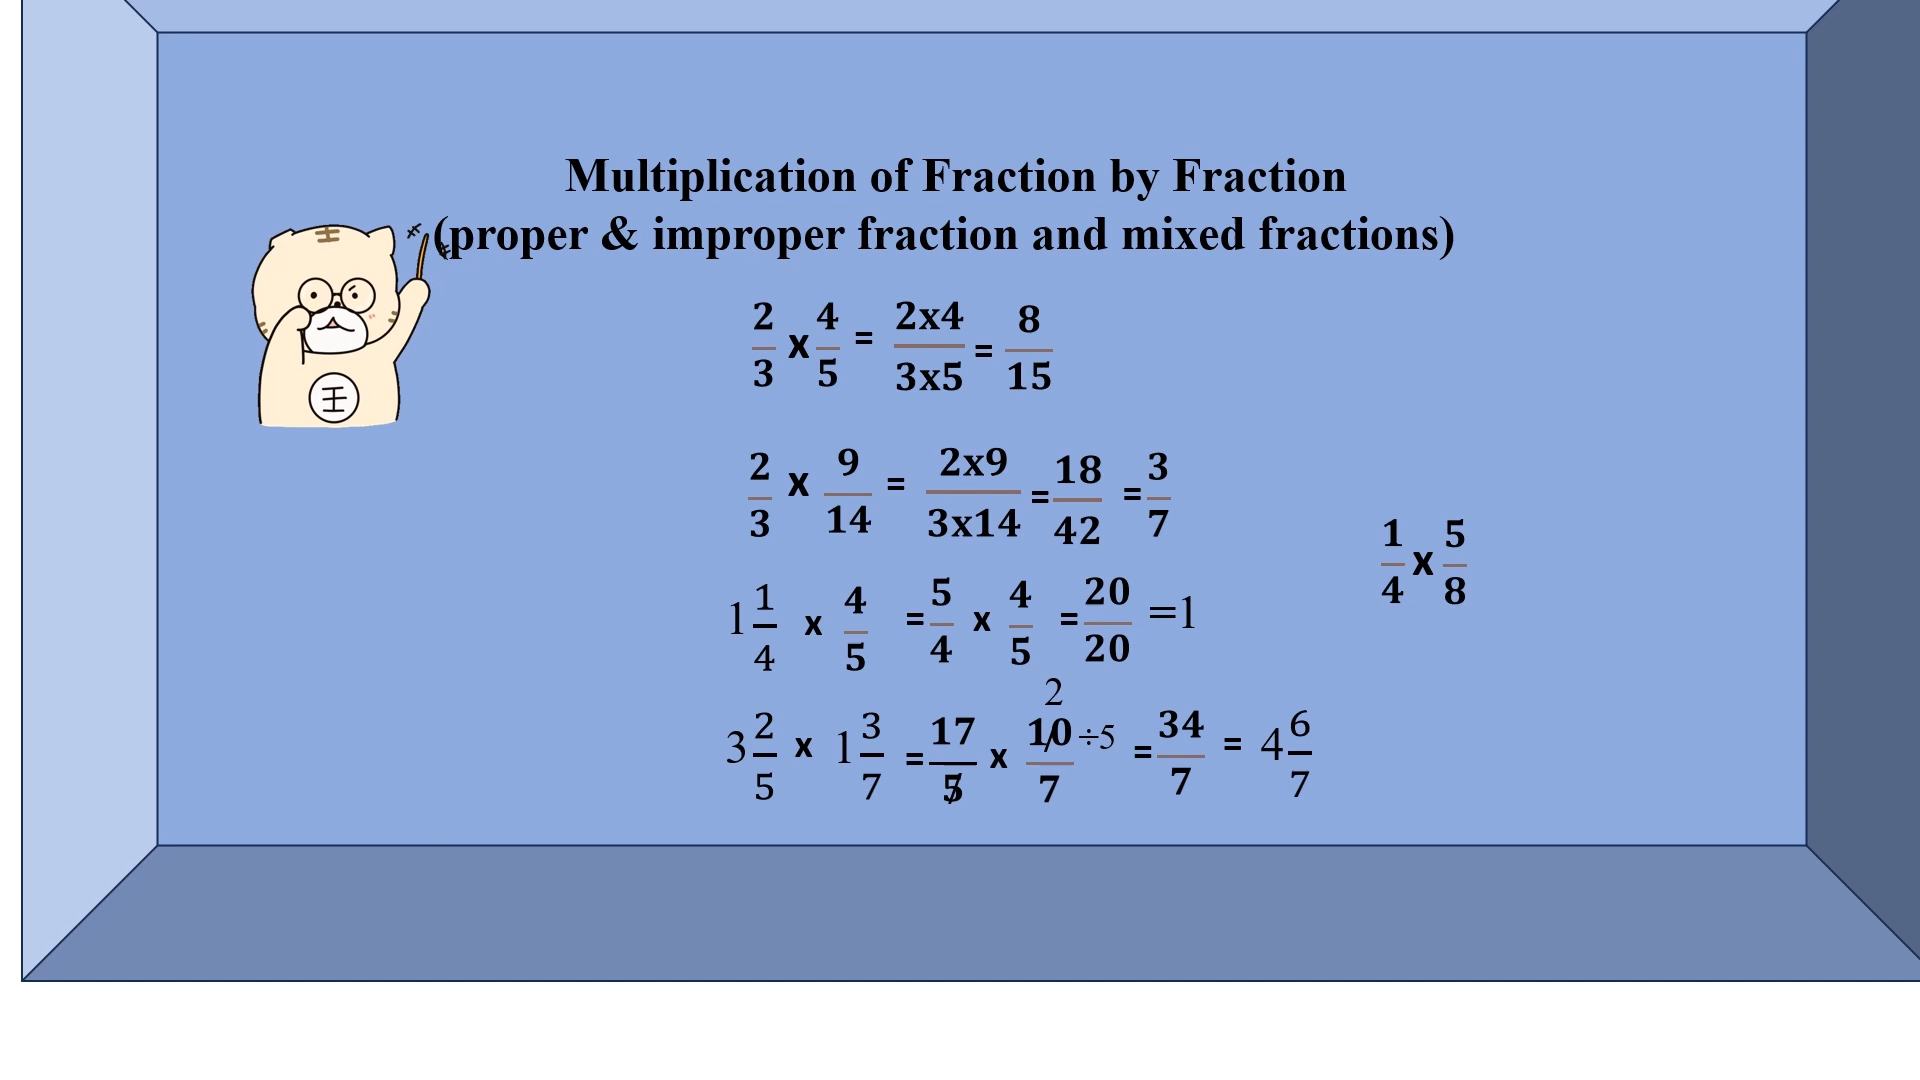 Multiplication of Fraction by Fraction
(proper & improper fraction and mixed fractions)
2/3 x 4/5 = 2x4/3x5 = 8/15
2/3 x 9/14 = 2x9/3x14 = 18/42 = 3/7
1/4 x 5/8
1 1/4 x 4/5 = 5/4 x 4/5 = 20/20 =1
2
3 2/5 x 1 3/7 = 17/5 x 10/7 ÷5 = 34/7 = 4 6/7
王